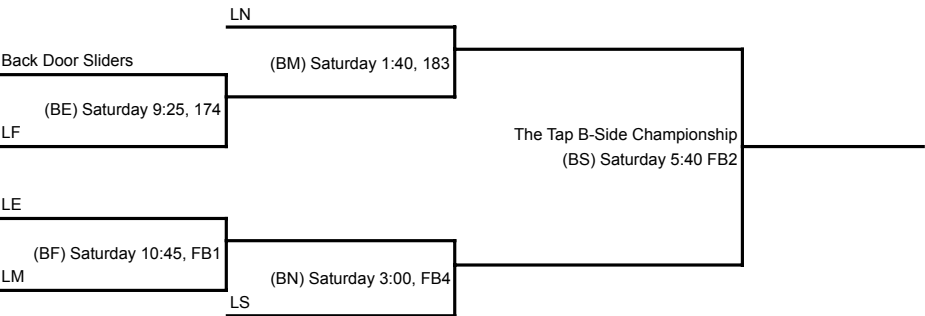 LN
Back Door Sliders
(BM) Saturday 1:40, 183
(BE) Saturday 9:25, 174
LF
The Tap B-Side Championship
(BS) Saturday 5:40 FB2
LE
(BF) Saturday 10:45, FB1
LM
(BN) Saturday 3:00, FB4
LS